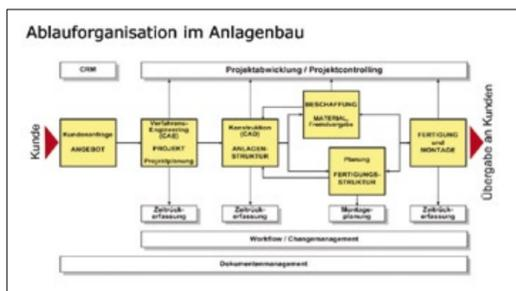 Ablauforganisation im Anlagenbau
CRM
Projektabwicklung / Projektcontrolling
Kunde
Kundenanfrage
ANGEBOT
Verfahrens-
Engineering
(CAE)
PROJEKT
Projektplanung
Konstruktion
(CAD)
ANLAGEN-
STRUKTUR
BESCHAFFUNG
MATERIAL,
Fremdvergabe
Planung
FERTIGUNGS-
STRUKTUR
FERTIGUNG
und
MONTAGE
Übergabe an Kunden
Zeitrück-
erfassung
Zeitrück-
erfassung
Montage-
planung
Zeitrück-
erfassung
Workflow / Changemanagement
Dokumentenmanagement